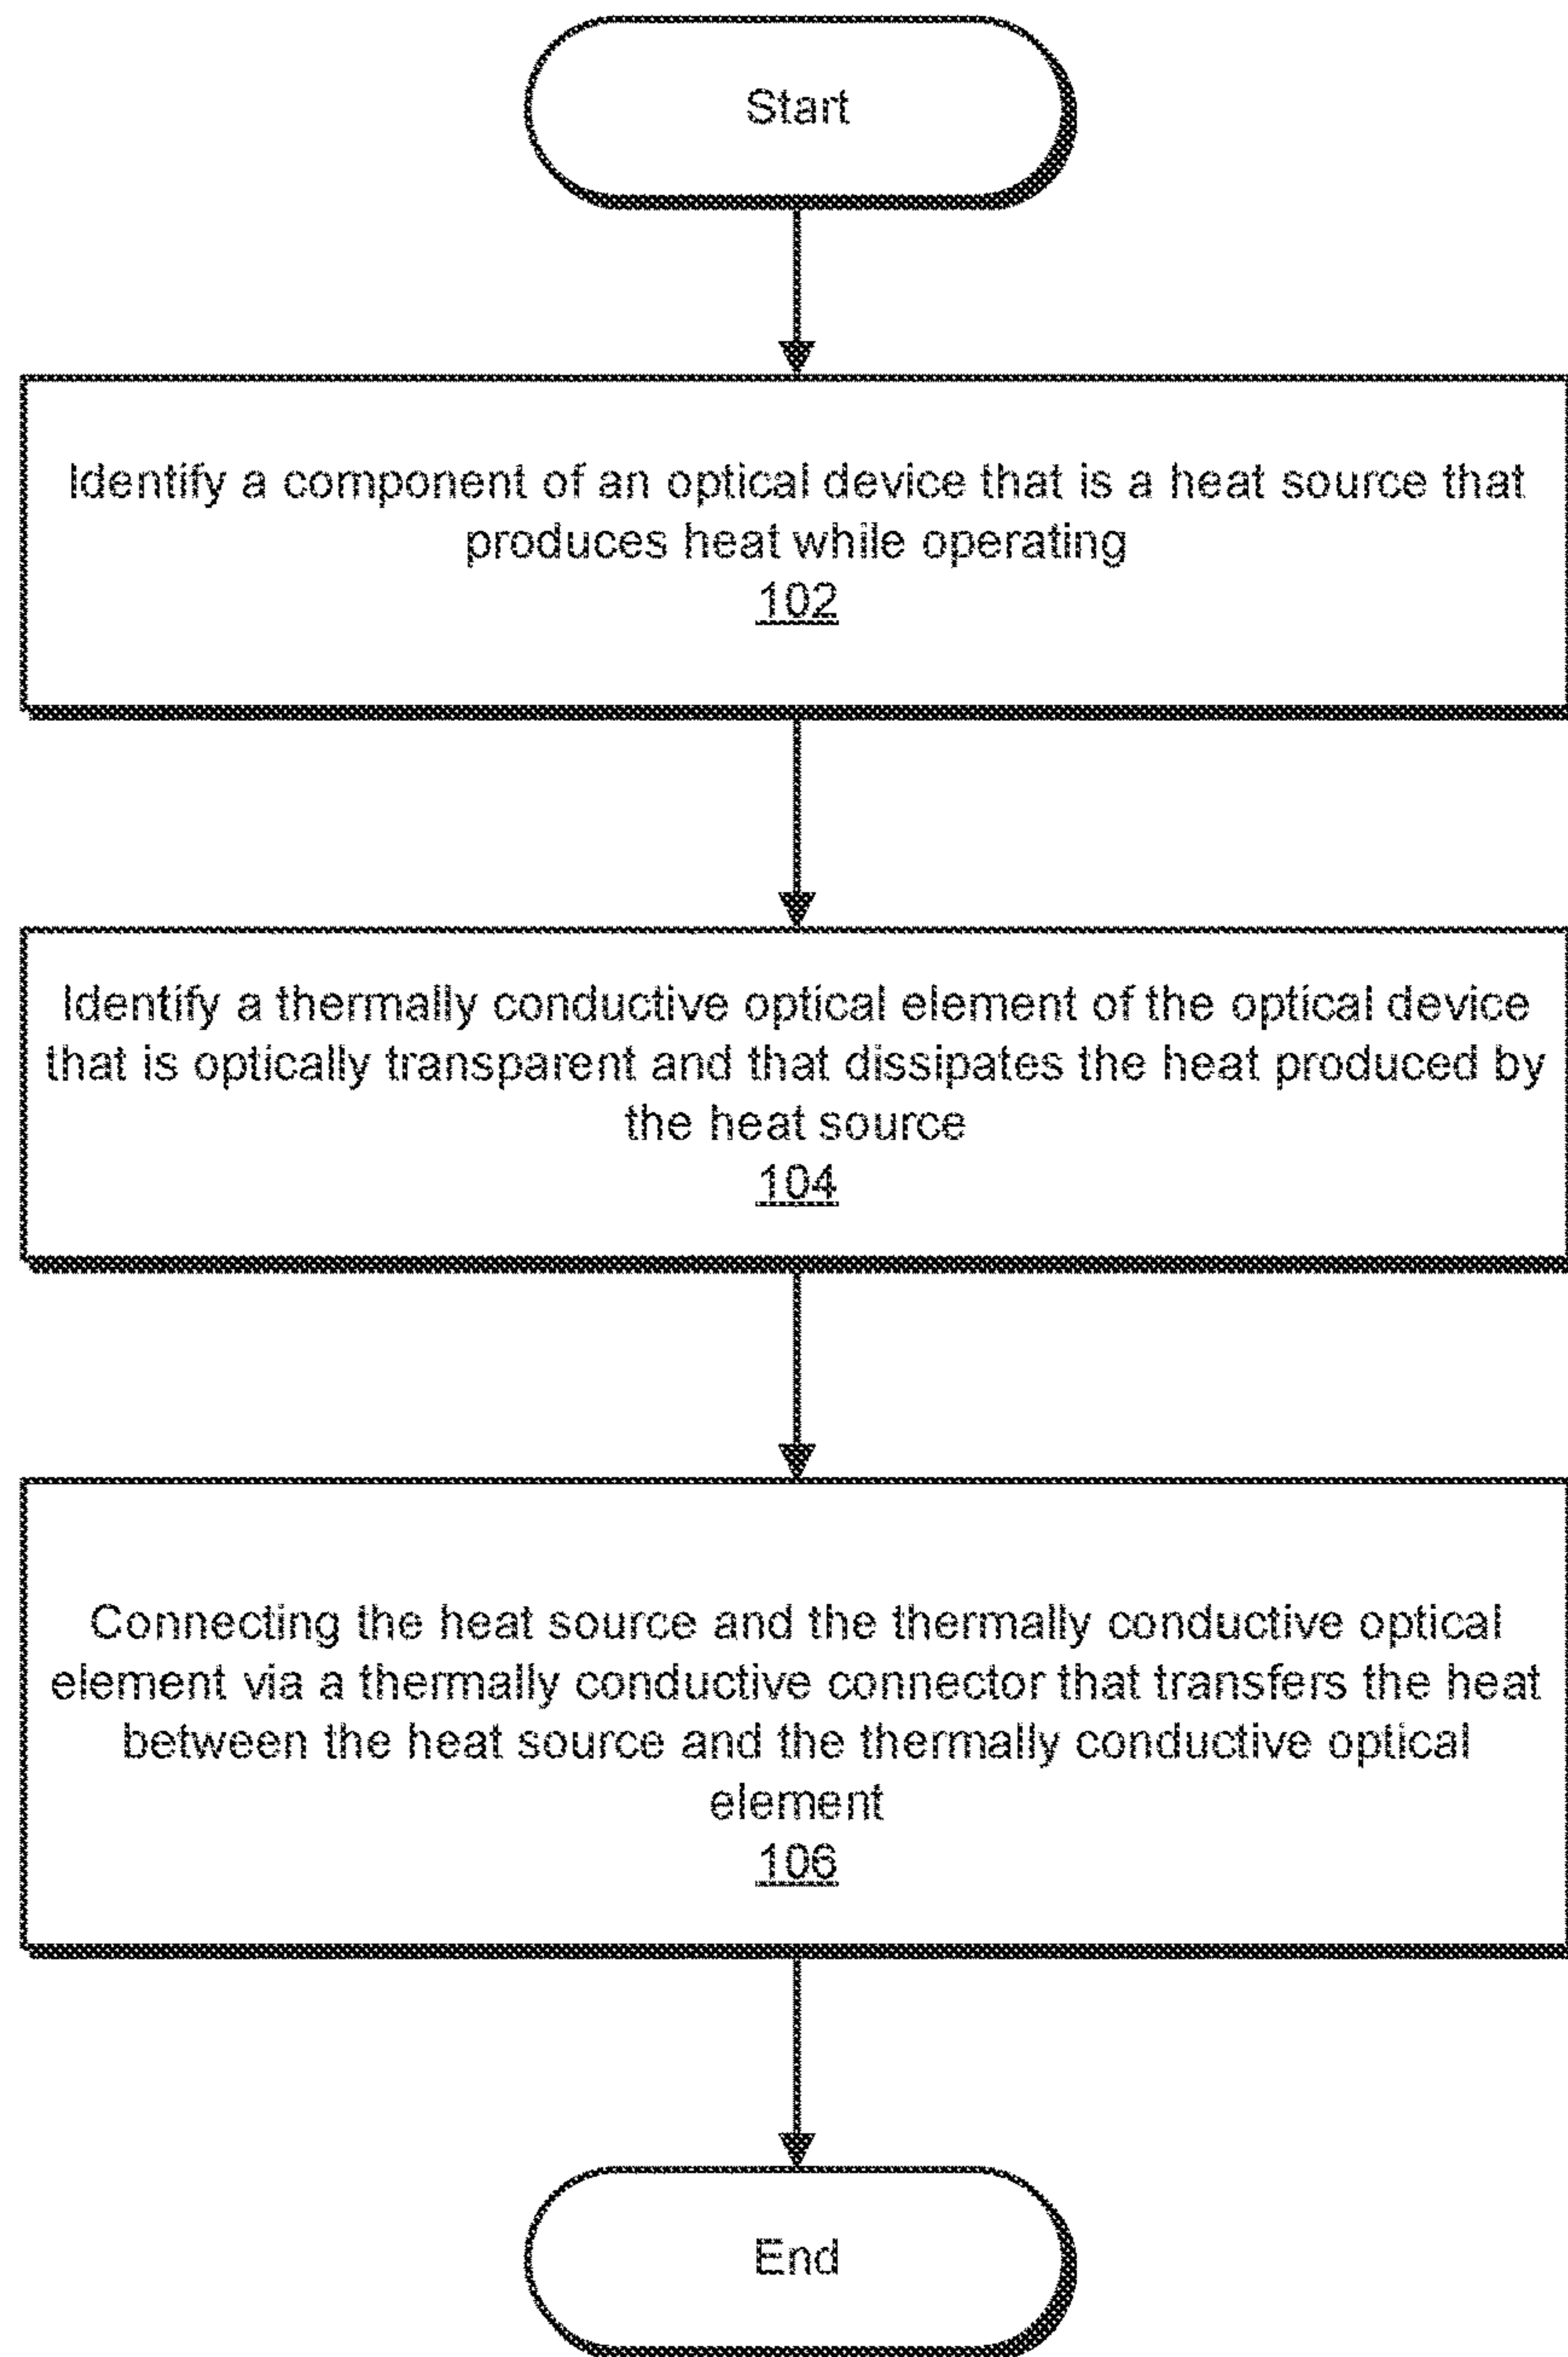 Start
Identify a component of an optical device that is a heat source that
produces heat while operating
102
Identify a thermally conductive optical element of the optical device
that is optically transparent and that dissipates the heat produced by
the heat source
104
Connecting the heat source and the thermally conductive optical
element via a thermally conductive connector that transfers the heat
between the heat source and the thermally conductive optical
element
106
End